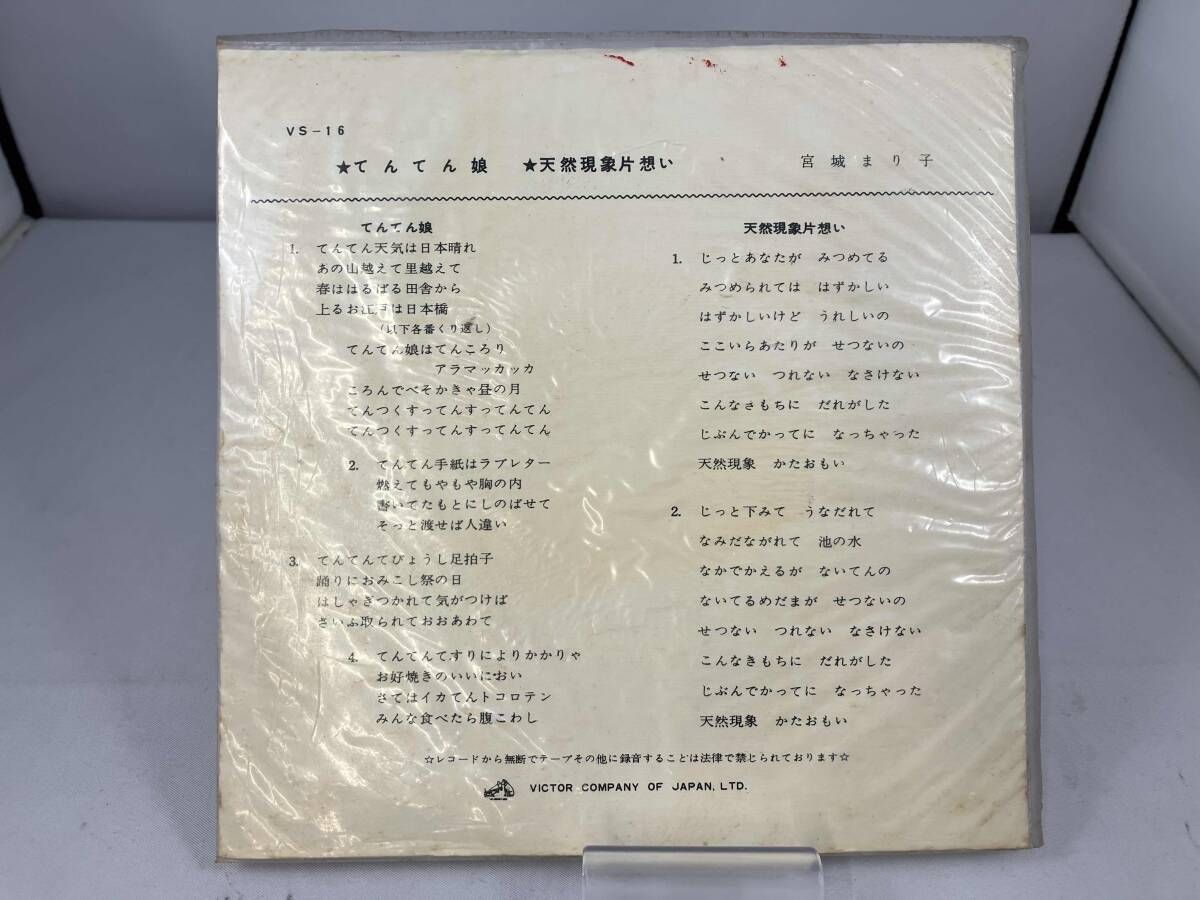 VS-16
★てんてん娘 ★天然現象片想い 宮城まり子
てんてん娘
1. てんてん天気は日本晴れ
あの山越えて里越えて
春ははるばる田舎から
上るお江戸は日本橋
(以下各番くり返し)
てんてん娘はてんころり
アラマッカッカ
ころんでべそかきゃ昼の月
てんつくすってんすってんてん
てんつくすってんすってんてん
2. てんてん手紙はラブレター
燃えてもやもや胸の内
書いてたもとにしのばせて
そっと渡せば人違い
3. てんてんてびょうし足拍子
踊りにおみこし祭の日
はしゃぎつかれて気がつけば
さいふ取られておおあわて
4. てんてんてすりによりかかりゃ
お好焼きのいいにおい
さてはイカてんトコロテン
みんな食べたら腹こわし
天然現象片想い
1. じっとあなたが みつめてる
みつめられては はずかしい
はずかしいけど うれしいの
ここいらあたりが せつないの
せつない つれない なさけない
こんなきもちに だれがした
じぶんでかってに なっちゃった
天然現象 かたおもい
2. じっと下みて うなだれて
なみだながれて 池の水
なかでかえるが ないてんの
ないてるめだまが せつないの
せつない つれない なさけない
こんなきもちに だれがした
じぶんでかってに なっちゃった
天然現象 かたおもい
☆レコードから無断でテープその他に録音することは法律で禁じられております☆
VICTOR COMPANY OF JAPAN, LTD.